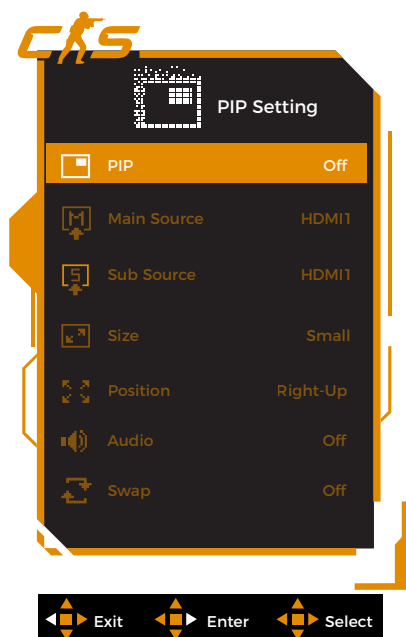 CS
PIP Setting
PIP Off
M Main Source HDMI1
S Sub Source HDMI1
Size Small
Position Right-Up
Audio Off
Swap Off
Exit Enter Select